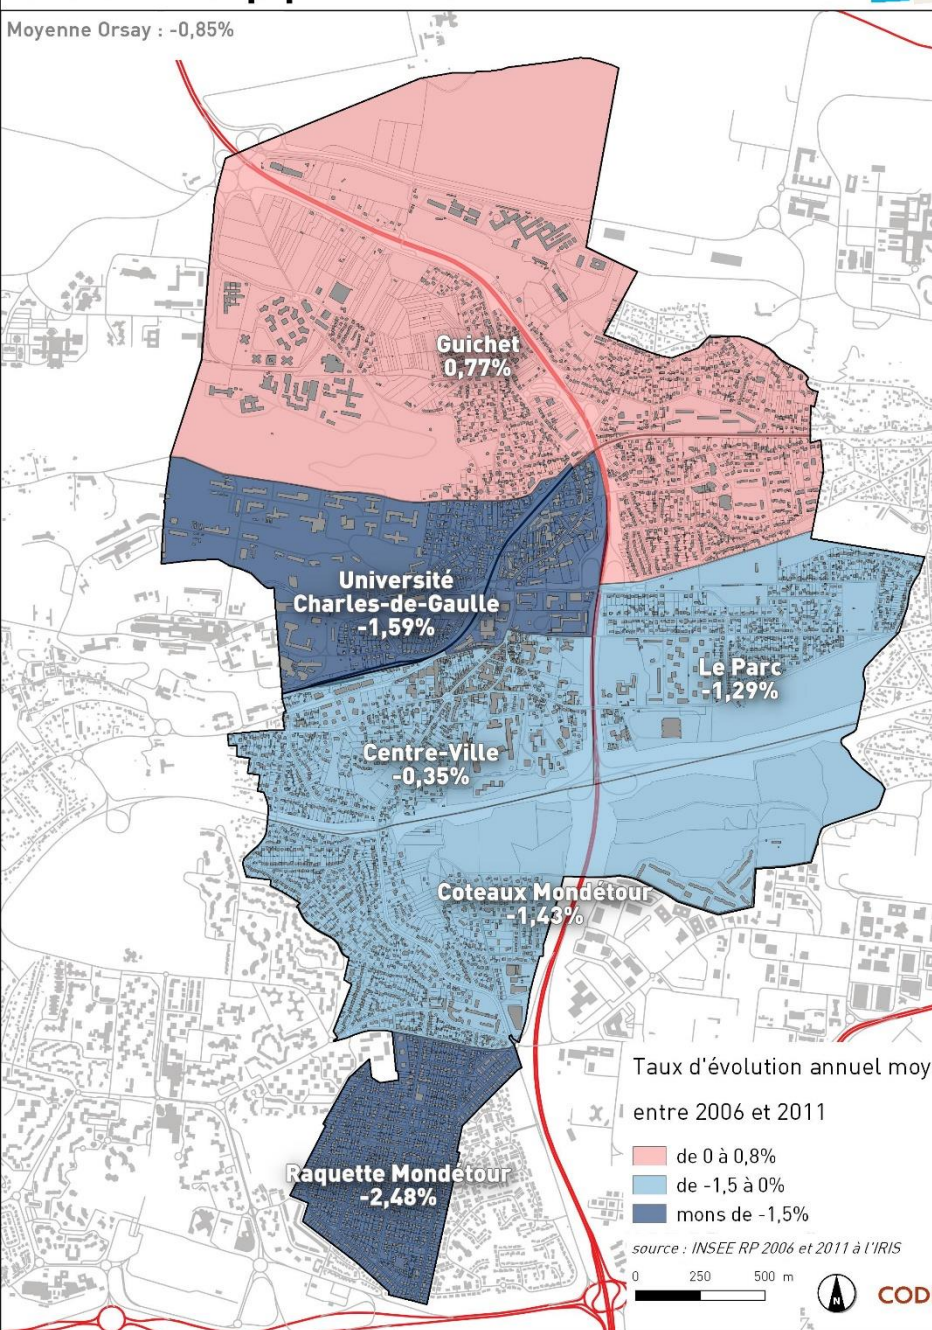 Moyenne Orsay : -0,85%
Guichet
0,77%
Université
Charles-de-Gaulle
-1,59%
Le Parc
-1,29%
Centre-Ville
-0,35%
Coteaux Mondétour
-1,43%
Raquette Mondétour
-2,48%
Taux d'évolution annuel moy
entre 2006 et 2011
de 0 à 0,8%
de -1,5 à 0%
mons de -1,5%
source : INSEE RP 2006 et 2011 à l'IRIS
0 250 500 m
N
COD